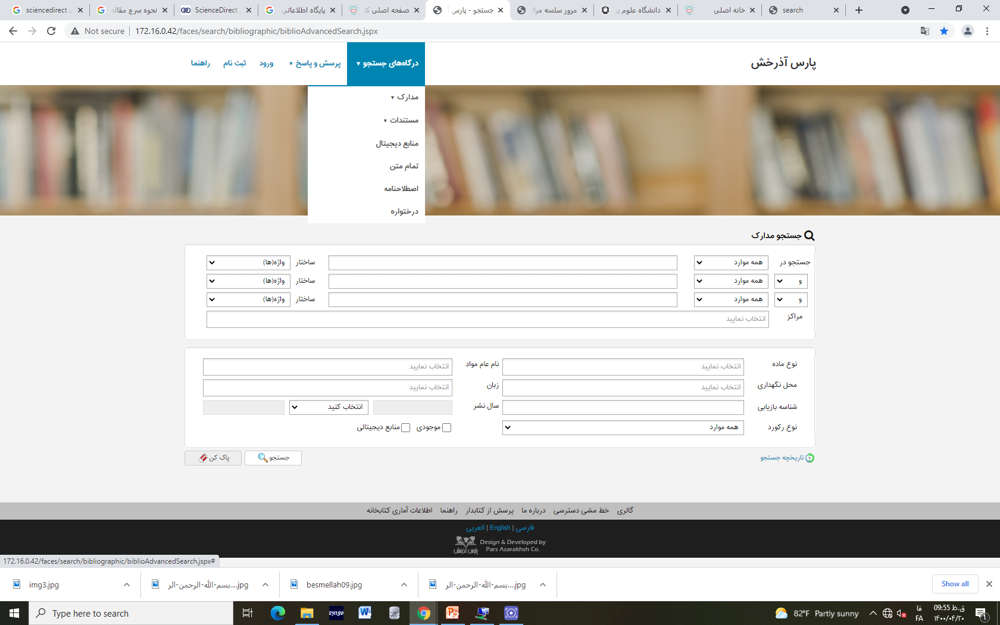 sciencedirect
نحوه سرچ مقاله
ScienceDirect
پایگاه اطلاعاتی
صفحه اصلی
جستجو - پارس آ
مرور سلسه
دانشگاه علوم
خانه اصلی
search
Not secure
172.16.0.42/faces/search/bibliographic/biblioAdvancedSearch.jspx
پارس آذرخش
درگاه‌های جستجو
پرسش و پاسخ
ورود
ثبت نام
راهنما
مدارک
مستندات
منابع دیجیتال
تمام متن
اصطلاحنامه
درختواره
جستجو مدارک
جستجو در همه موارد ساختار واژه(ها)
و همه موارد ساختار واژه(ها)
و همه موارد ساختار واژه(ها)
مراکز انتخاب نمایید
نوع ماده انتخاب نمایید نام عام مواد انتخاب نمایید
محل نگهداری انتخاب نمایید زبان انتخاب نمایید
شناسه بازیابی سال نشر انتخاب کنید
نوع رکورد همه موارد موجودی منابع دیجیتالی
تاریخچه جستجو جستجو پاک کن
گالری خط مشی دسترسی درباره ما پرسش از کتابدار راهنما اطلاعات آماری کتابخانه
فارسی | English | العربی
Design & Developed by
Pars Azarakhsh Co.
پارس آذرخش
172.16.0.42/faces/search/bibliographic/biblioAdvancedSearch.jspx#
img3.jpg
بسم-الله-الرحمن-الر....jpg
besmellah09.jpg
بسم-الله-الرحمن-الر....jpg
Show all
Type here to search
82°F Partly sunny
فا
FA
09:55 ق.ظ
۱۴۰۰/۰۴/۲۰
۱